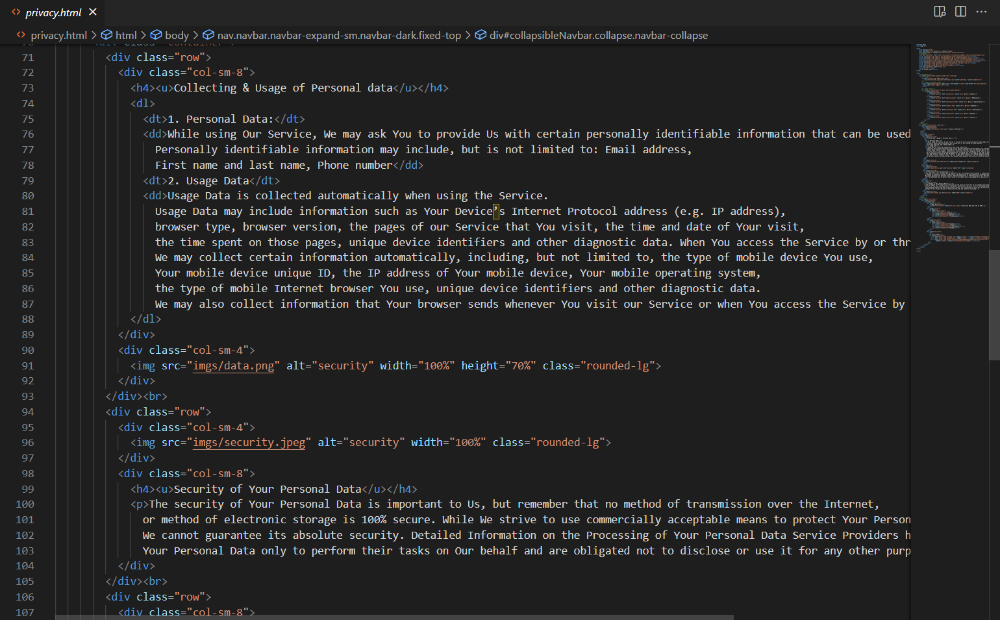 privacy.html
privacy.html > html > body > nav.navbar.navbar-expand-sm.navbar-dark.fixed-top > div#collapsibleNavbar.collapse.navbar-collapse
71 <div class="row">
72 <div class="col-sm-8">
73 <h4><u>Collecting & Usage of Personal data</u></h4>
74 <dl>
75 <dt>1. Personal Data:</dt>
76 <dd>While using Our Service, We may ask You to provide Us with certain personally identifiable information that can be used
77 Personally identifiable information may include, but is not limited to: Email address,
78 First name and last name, Phone number</dd>
79 <dt>2. Usage Data</dt>
80 <dd>Usage Data is collected automatically when using the Service.
81 Usage Data may include information such as Your Device’s Internet Protocol address (e.g. IP address),
82 browser type, browser version, the pages of our Service that You visit, the time and date of Your visit,
83 the time spent on those pages, unique device identifiers and other diagnostic data. When You access the Service by or thr
84 We may collect certain information automatically, including, but not limited to, the type of mobile device You use,
85 Your mobile device unique ID, the IP address of Your mobile device, Your mobile operating system,
86 the type of mobile Internet browser You use, unique device identifiers and other diagnostic data.
87 We may also collect information that Your browser sends whenever You visit our Service or when You access the Service by
88 </dl>
89 </div>
90 <div class="col-sm-4">
91 <img src="imgs/data.png" alt="security" width="100%" height="70%" class="rounded-lg">
92 </div>
93 </div><br>
94 <div class="row">
95 <div class="col-sm-4">
96 <img src="imgs/security.jpeg" alt="security" width="100%" class="rounded-lg">
97 </div>
98 <div class="col-sm-8">
99 <h4><u>Security of Your Personal Data</u></h4>
100 <p>The security of Your Personal Data is important to Us, but remember that no method of transmission over the Internet,
101 or method of electronic storage is 100% secure. While We strive to use commercially acceptable means to protect Your Person
102 We cannot guarantee its absolute security. Detailed Information on the Processing of Your Personal Data Service Providers h
103 Your Personal Data only to perform their tasks on Our behalf and are obligated not to disclose or use it for any other purp
104 </div>
105 </div><br>
106 <div class="row">
107 <div class="col-sm-8">